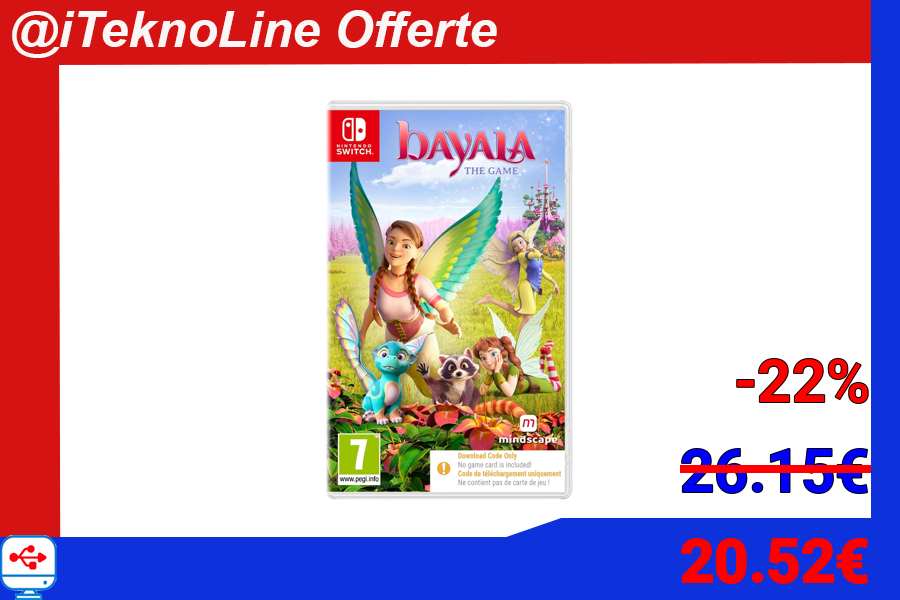 @iTeknoLine Offerte
NINTENDO
SWITCH.
bAYALA
THE GAME
-22%
26.15€
20.52€
m
mindscape
7
www.pegi.info
Download Code Only
No game card is included!
Code de téléchargement uniquement
Ne contient pas de carte de jeu !